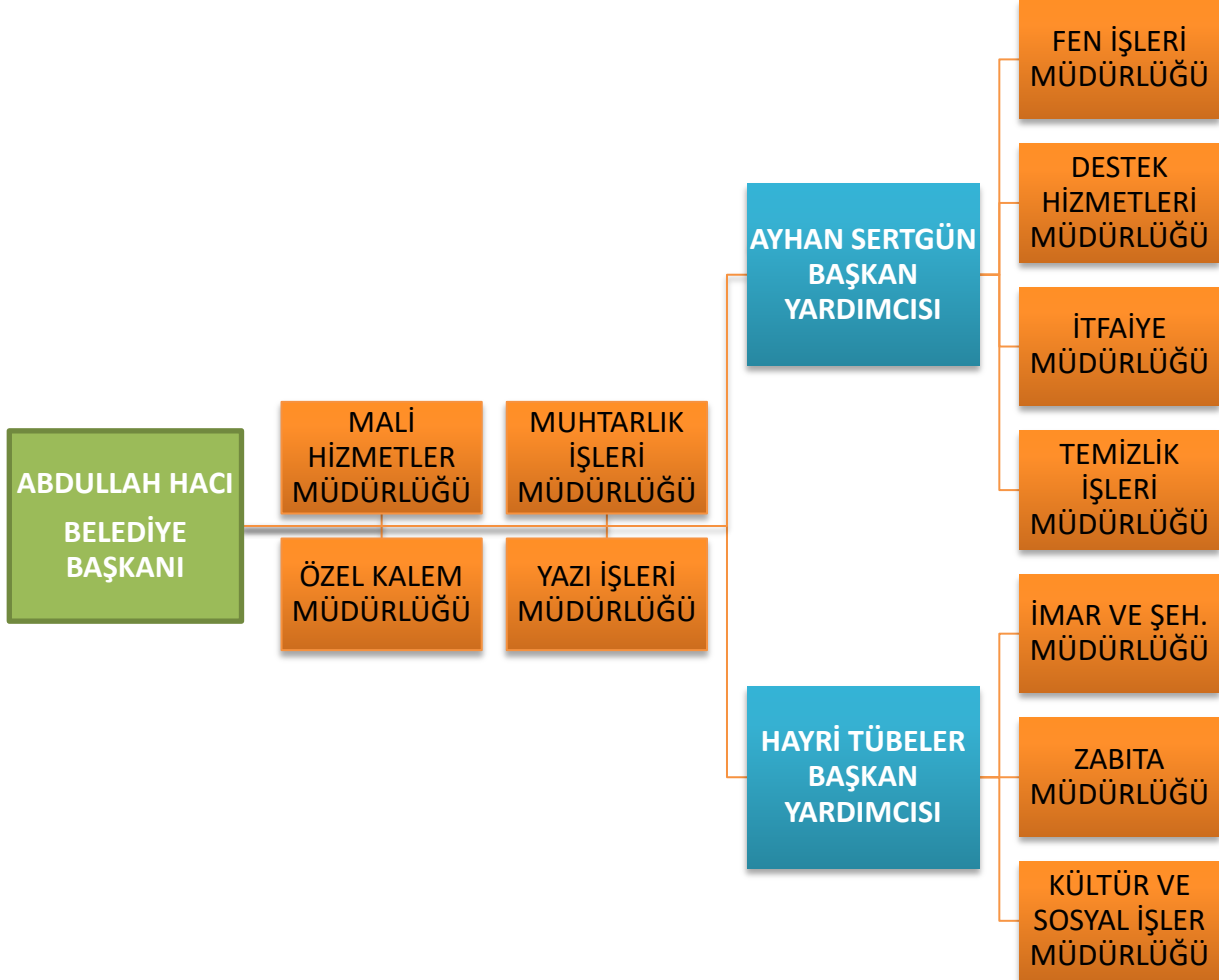 ABDULLAH HACI
BELEDİYE
BAŞKANI
MALİ
HİZMETLER
MÜDÜRLÜĞÜ
MUHTARLIK
İŞLERİ
MÜDÜRLÜĞÜ
ÖZEL KALEM
MÜDÜRLÜĞÜ
YAZI İŞLERİ
MÜDÜRLÜĞÜ
AYHAN SERTGÜN
BAŞKAN
YARDIMCISI
FEN İŞLERİ
MÜDÜRLÜĞÜ
DESTEK
HİZMETLERİ
MÜDÜRLÜĞÜ
İTFAİYE
MÜDÜRLÜĞÜ
TEMİZLİK
İŞLERİ
MÜDÜRLÜĞÜ
HAYRİ TÜBELER
BAŞKAN
YARDIMCISI
İMAR VE ŞEH.
MÜDÜRLÜĞÜ
ZABITA
MÜDÜRLÜĞÜ
KÜLTÜR VE
SOSYAL İŞLER
MÜDÜRLÜĞÜ